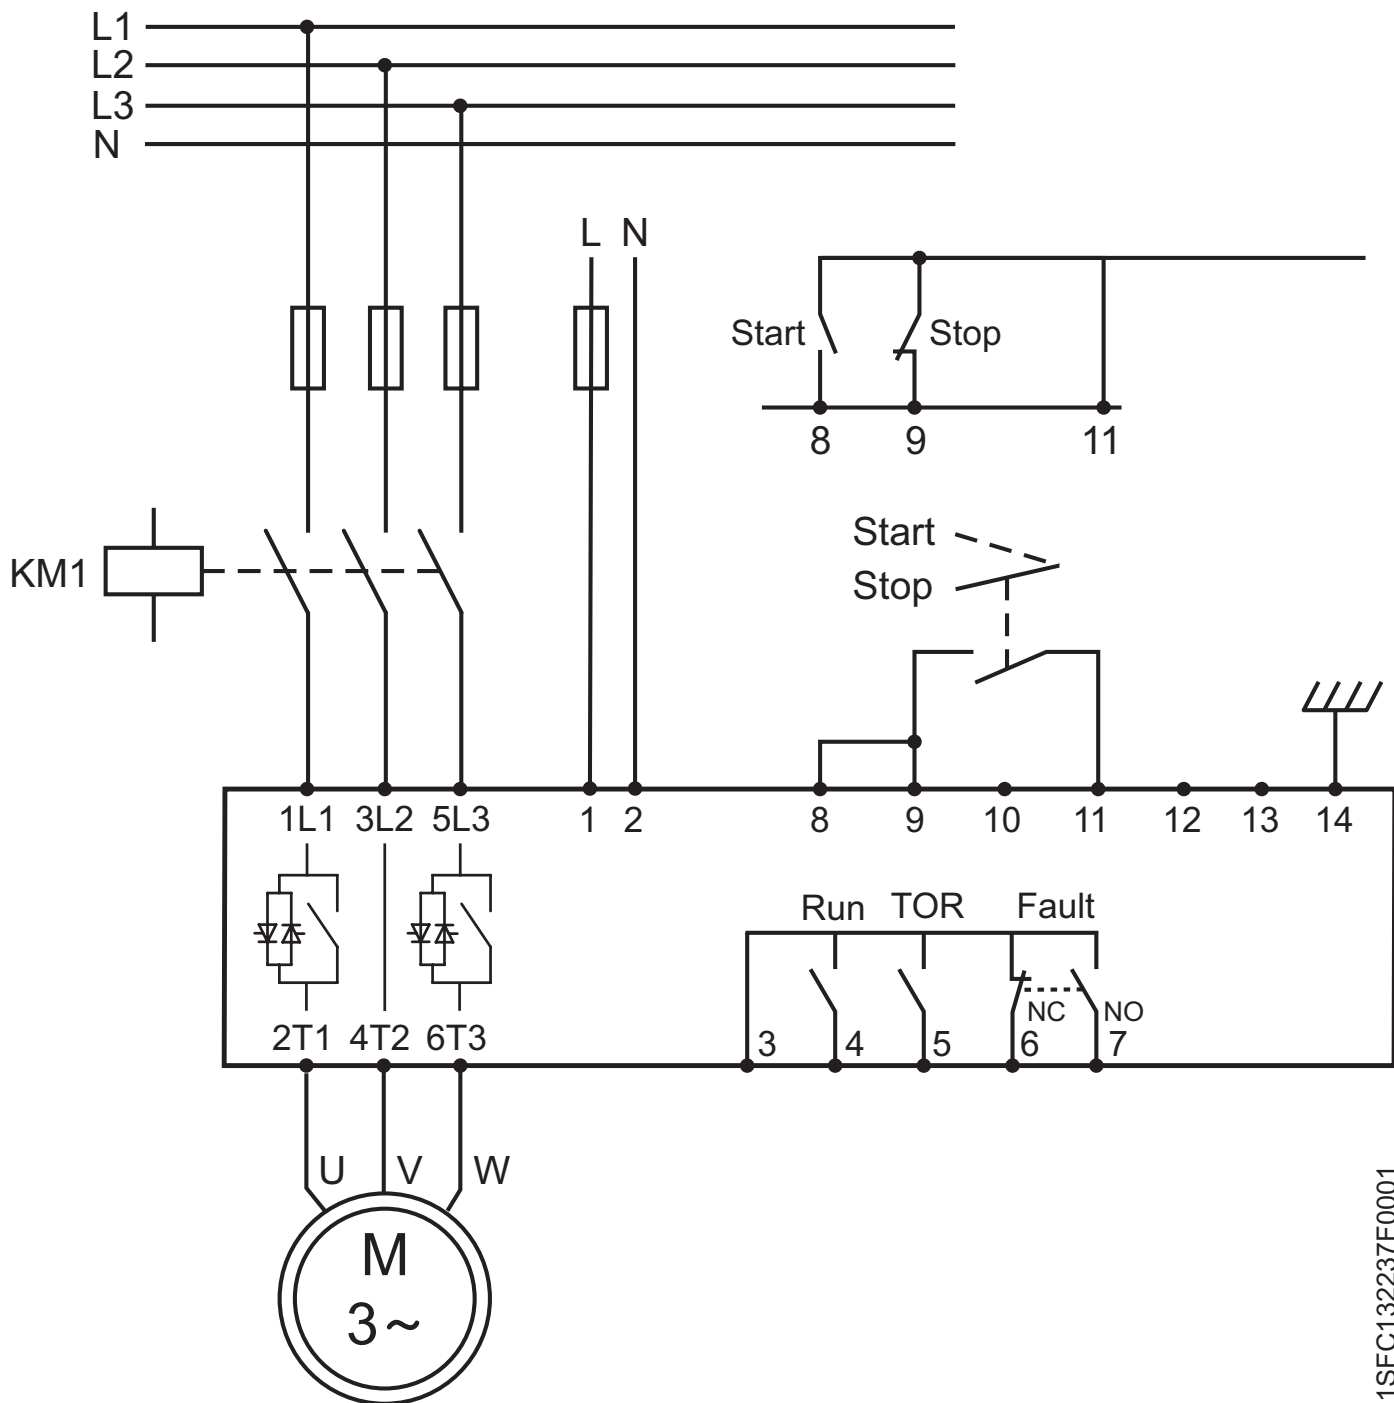 L1
L2
L3
N
L N
Start Stop
8 9 11
Start
KM1
Stop
1L1 3L2 5L3 1 2 8 9 10 11 12 13 14
Run TOR Fault
NC NO
2T1 4T2 6T3 3 4 5 6 7
U V W
M
3~
1SFC132237F0001